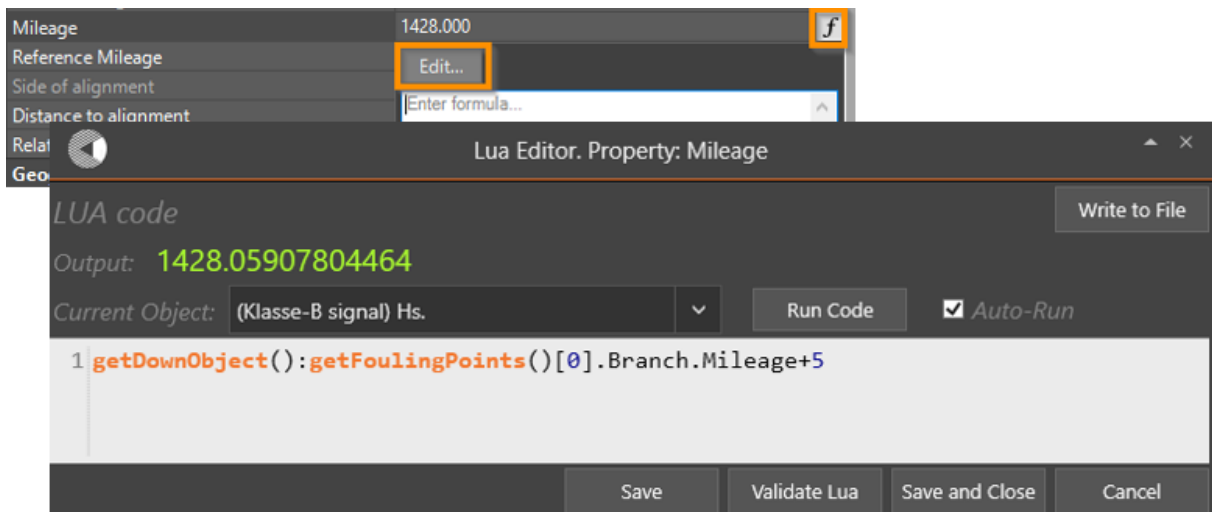 Mileage 1428.000 f
Reference Mileage Edit...
Side of alignment
Distance to alignment Enter formula...
Relat
Geo
Lua Editor. Property: Mileage
LUA code Write to File
Output: 1428.05907804464
Current Object: (Klasse-B signal) Hs. Run Code Auto-Run
1 getDownObject():getFoulingPoints()[0].Branch.Mileage+5
Save Validate Lua Save and Close Cancel